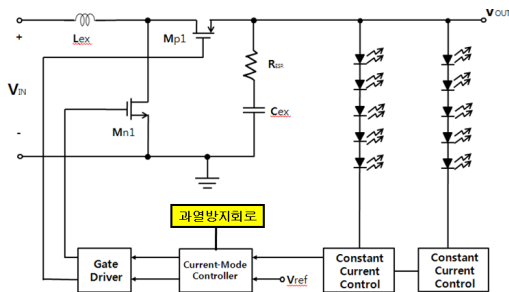 +
Lex
Mp1
VOUT
RESR
VIN
Cex
Mn1
-
과열방지회로
Gate
Driver
Current-Mode
Controller
Vref
Constant
Current
Control
Constant
Current
Control